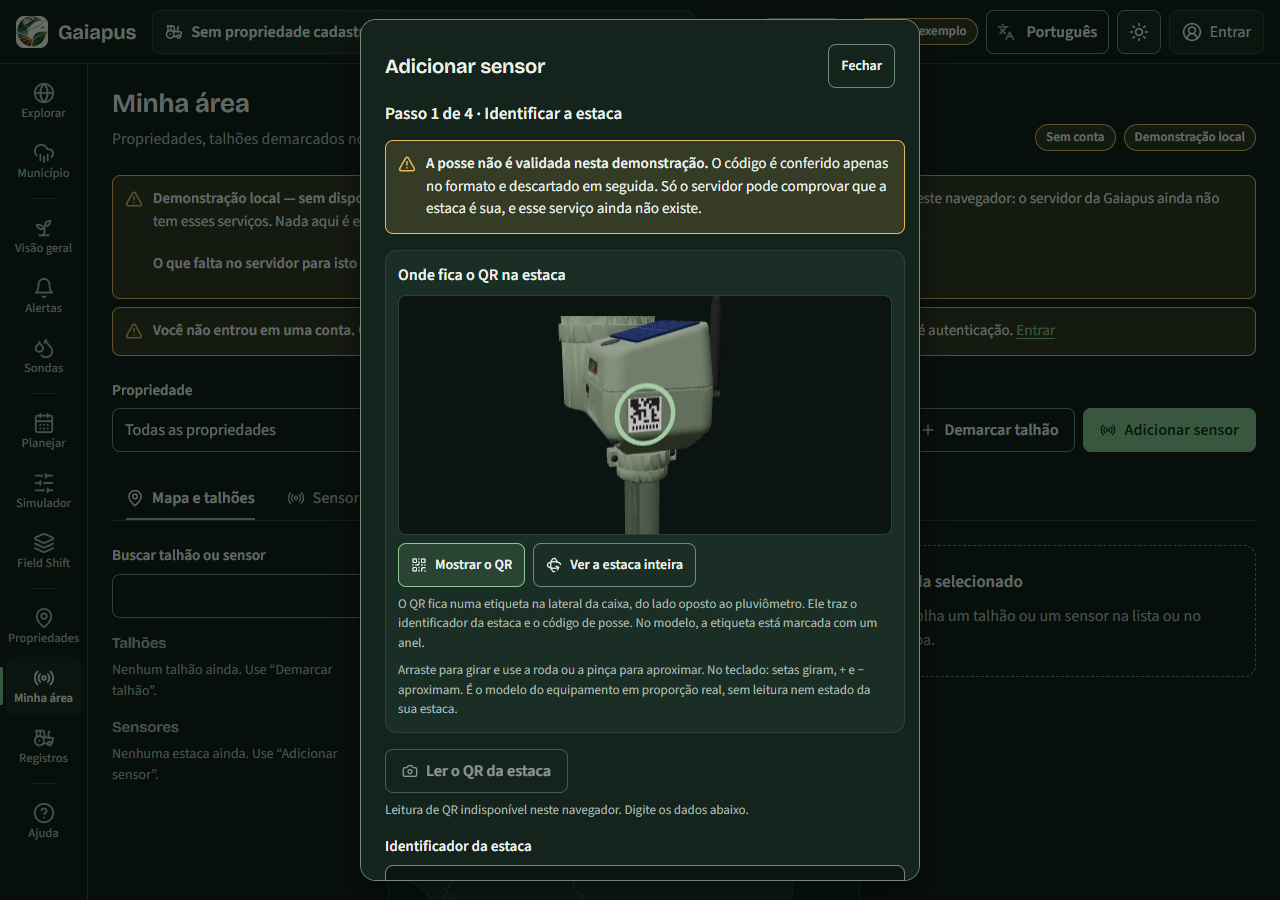 Gaiapus
Sem propriedade cadast
exemplo
Português
Entrar
Explorar
Município
Visão geral
Alertas
Sondas
Planejar
Simulador
Field Shift
Propriedades
Minha área
Registros
Ajuda
Minha área
Propriedades, talhões demarcados no
Sem conta
Demonstração local
Demonstração local — sem dispo
este navegador: o servidor da Gaiapus ainda não
tem esses serviços. Nada aqui é e
O que falta no servidor para isto
Você não entrou em uma conta.
é autenticação. Entrar
Propriedade
Todas as propriedades
Demarcar talhão
Adicionar sensor
Mapa e talhões
Sensor
Buscar talhão ou sensor
Talhões
Nenhum talhão ainda. Use “Demarcar
talhão”.
Sensores
Nenhuma estaca ainda. Use “Adicionar
sensor”.
selecionado
um talhão ou um sensor na lista ou no
Adicionar sensor
Fechar
Passo 1 de 4 · Identificar a estaca
A posse não é validada nesta demonstração. O código é conferido apenas
no formato e descartado em seguida. Só o servidor pode comprovar que a
estaca é sua, e esse serviço ainda não existe.
Onde fica o QR na estaca
Mostrar o QR
Ver a estaca inteira
O QR fica numa etiqueta na lateral da caixa, do lado oposto ao pluviômetro. Ele traz o
identificador da estaca e o código de posse. No modelo, a etiqueta está marcada com um
anel.
Arraste para girar e use a roda ou a pinça para aproximar. No teclado: setas giram, + e −
aproximam. É o modelo do equipamento em proporção real, sem leitura nem estado da
sua estaca.
Ler o QR da estaca
Leitura de QR indisponível neste navegador. Digite os dados abaixo.
Identificador da estaca